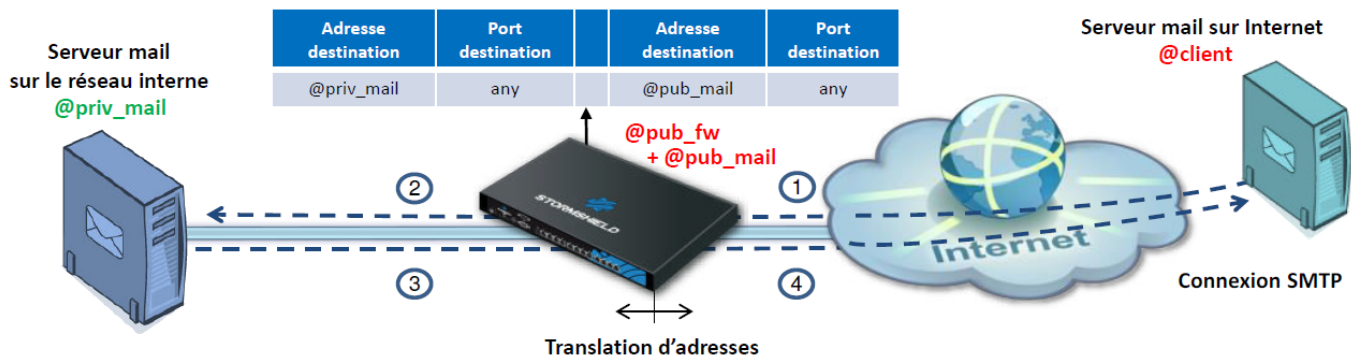 Adresse destination
Port destination
Adresse destination
Port destination
@priv_mail
any
@pub_mail
any
Serveur mail
sur le réseau interne
@priv_mail
Serveur mail sur Internet
@client
@pub_fw
+ @pub_mail
2
1
STORMSHIELD
Internet
3
4
Connexion SMTP
Translation d'adresses